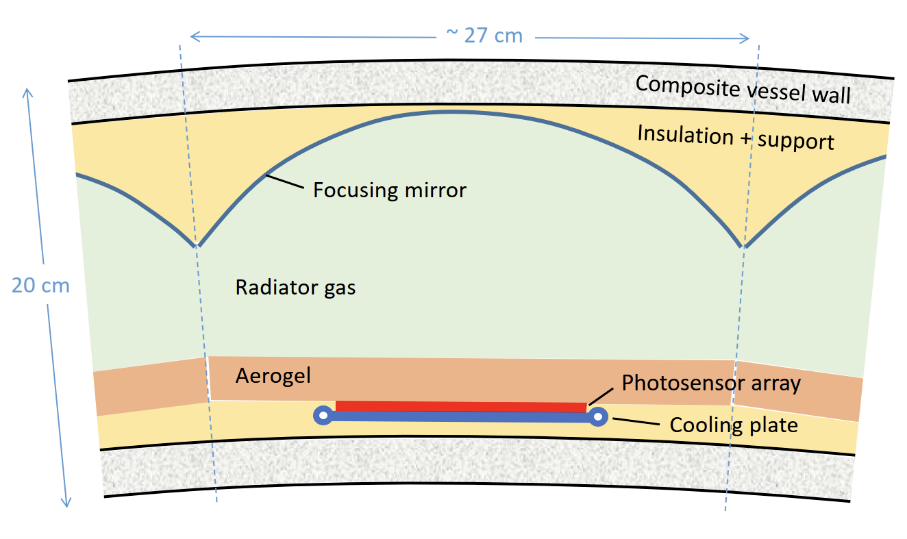 ~ 27 cm
Composite vessel wall
Insulation + support
Focusing mirror
20 cm
Radiator gas
Aerogel
Photosensor array
Cooling plate